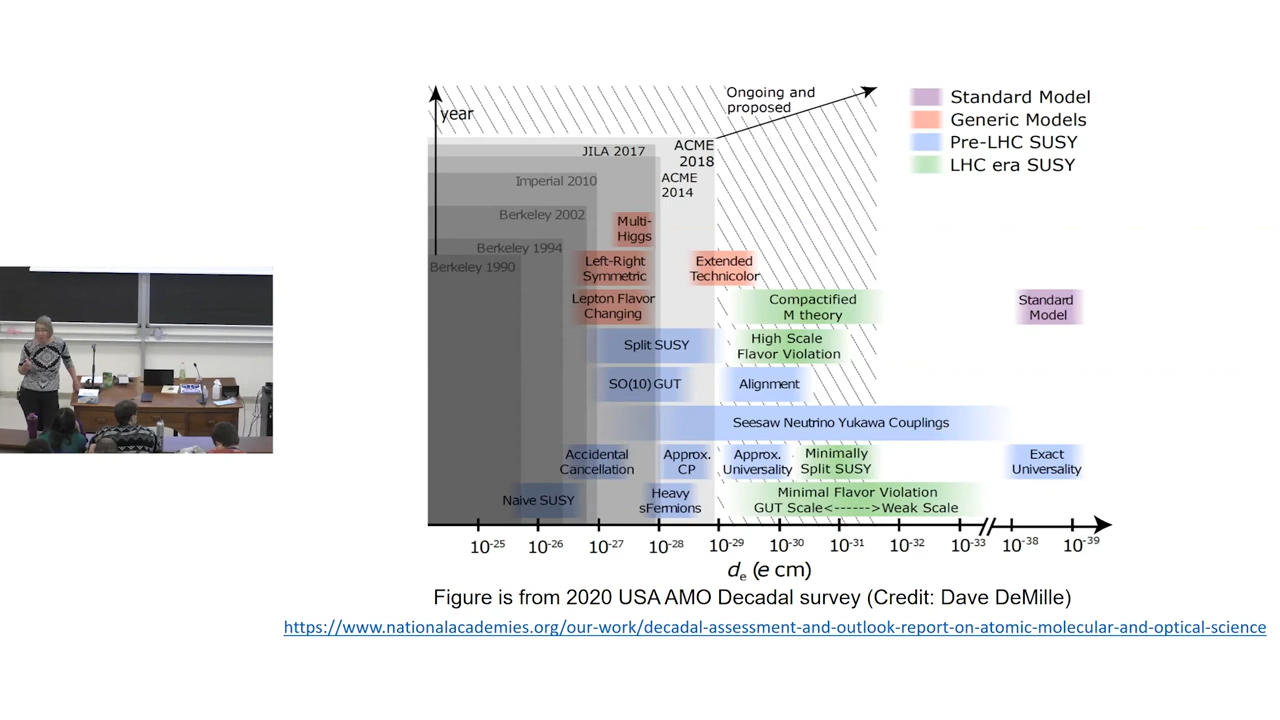 year
Ongoing and
proposed
JILA 2017
ACME
2018
Imperial 2010
ACME
2014
Berkeley 2002
Berkeley 1994
Berkeley 1990
Standard Model
Generic Models
Pre-LHC SUSY
LHC era SUSY
Multi-
Higgs
Left-Right
Symmetric
Extended
Technicolor
Lepton Flavor
Changing
Compactified
M theory
Standard
Model
Split SUSY
High Scale
Flavor Violation
SO(10) GUT
Alignment
Seesaw Neutrino Yukawa Couplings
Accidental
Cancellation
Approx.
CP
Approx.
Universality
Minimally
Split SUSY
Exact
Universality
Naive SUSY
Heavy
sFermions
Minimal Flavor Violation
GUT Scale<------>Weak Scale
10-25 10-26 10-27 10-28 10-29 10-30 10-31 10-32 10-33 10-38 10-39
de (e cm)
Figure is from 2020 USA AMO Decadal survey (Credit: Dave DeMille)
https://www.nationalacademies.org/our-work/decadal-assessment-and-outlook-report-on-atomic-molecular-and-optical-science